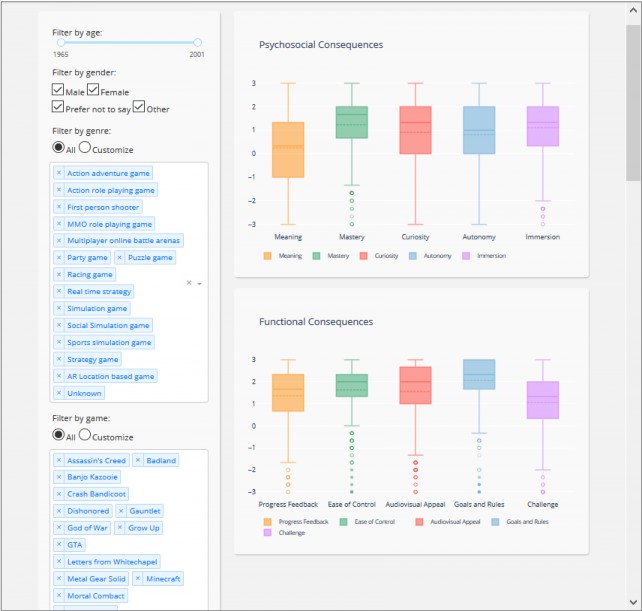 Filter by age:
1965 2001
Filter by gender:
Male Female
Prefer not to say Other
Filter by genre:
All Customize
× Action adventure game
× Action role playing game
× First person shooter
× MMO role playing game
× Multiplayer online battle arenas
× Party game × Puzzle game
× Racing game
× Real time strategy
× Simulation game
× Social Simulation game
× Sports simulation game
× Strategy game
× AR Location based game
× Unknown
×
Filter by game:
All Customize
× Assassin's Creed × Badland
× Banjo Kazooie
× Crash Bandicoot
× Dishonored × Gauntlet
× God of War × Grow Up
× GTA
× Letters from Whitechapel
× Metal Gear Solid × Minecraft
× Mortal Combact
Psychosocial Consequences
3
2
1
0
−1
−2
−3
Meaning Mastery Curiosity Autonomy Immersion
Meaning Mastery Curiosity Autonomy Immersion
Functional Consequences
3
2
1
0
−1
−2
−3
Progress Feedback Ease of Control Audiovisual Appeal Goals and Rules Challenge
Progress Feedback Ease of Control Audiovisual Appeal Goals and Rules
Challenge